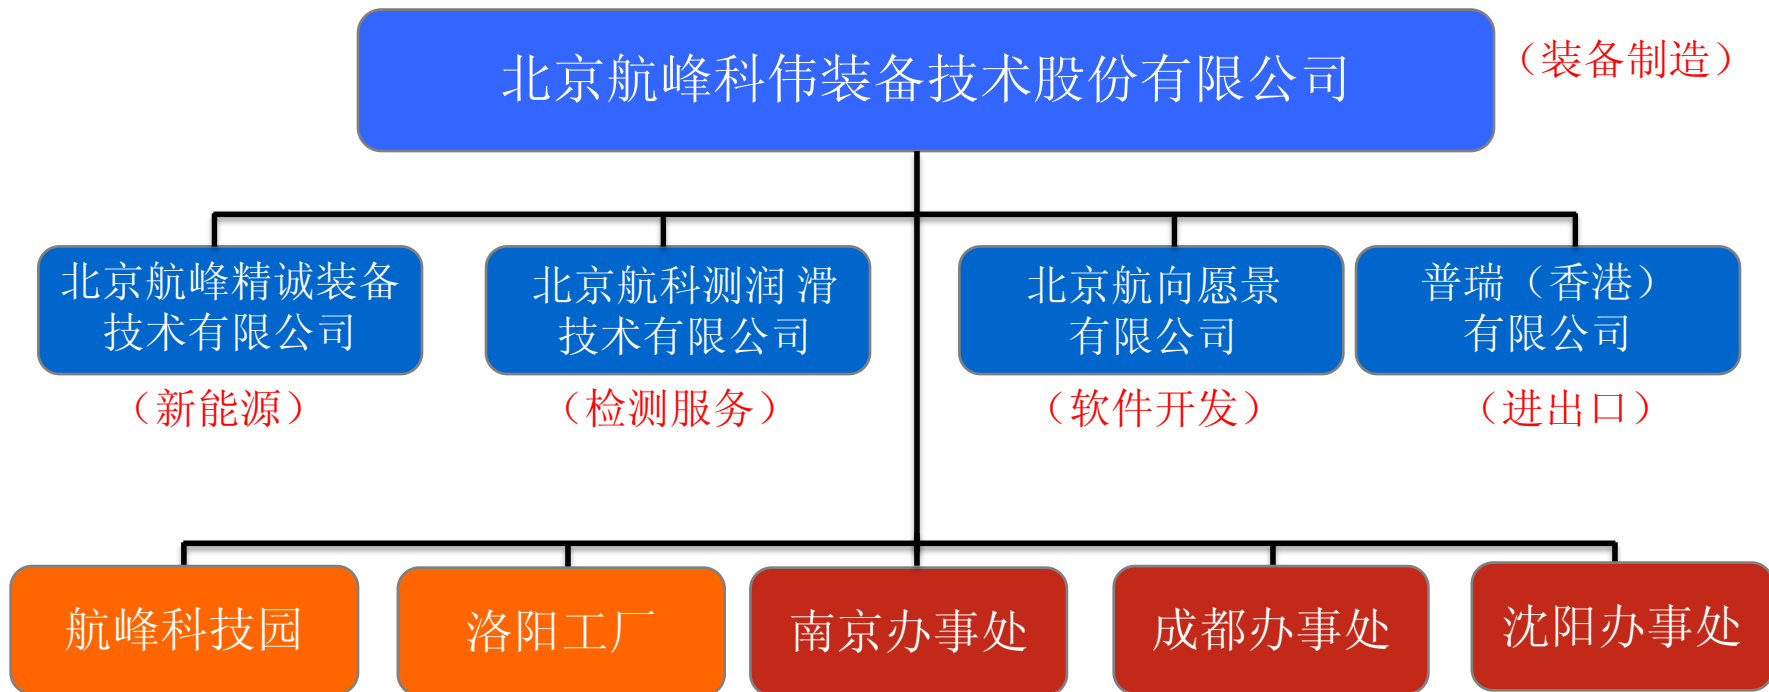 北京航峰科伟装备技术股份有限公司
（装备制造）
北京航峰精诚装备
技术有限公司
北京航科测润 滑
技术有限公司
北京航向愿景
有限公司
普瑞（香港）
有限公司
（新能源）
（检测服务）
（软件开发）
（进出口）
航峰科技园
洛阳工厂
南京办事处
成都办事处
沈阳办事处